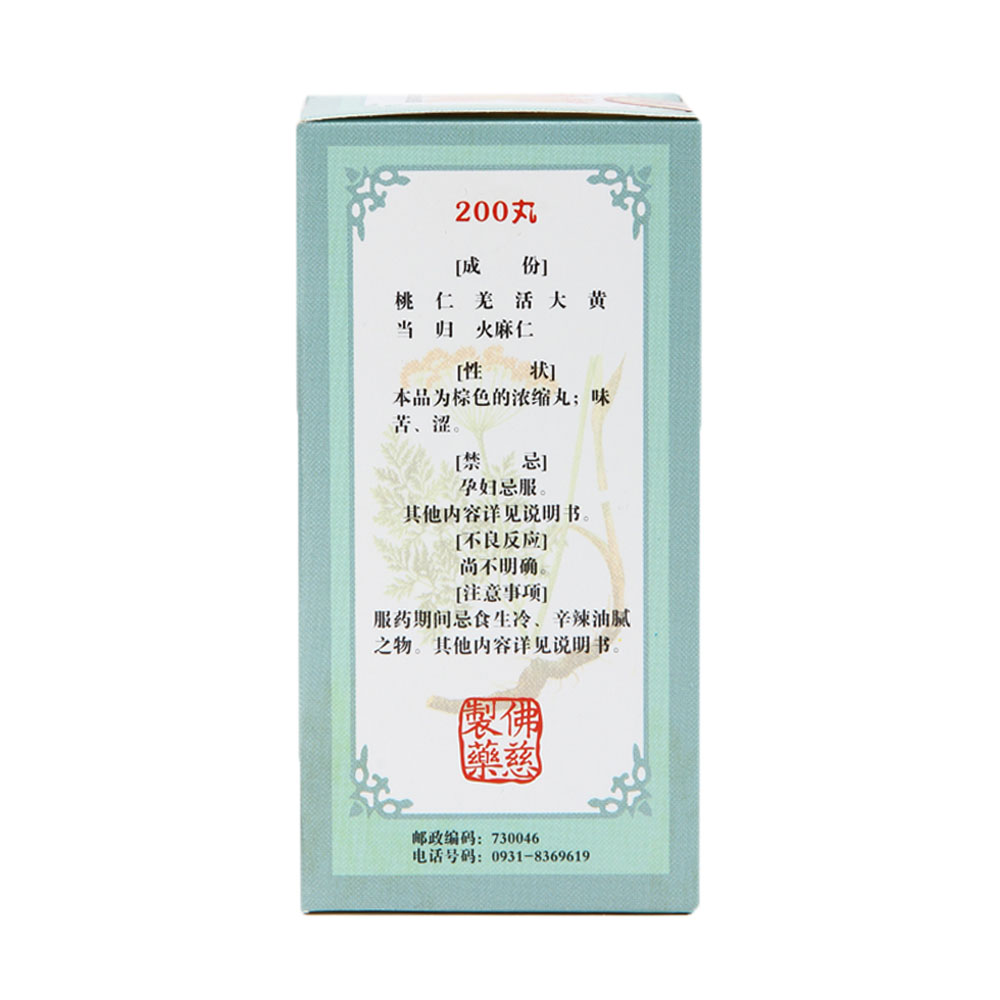 200丸
[成 份]
桃 仁 羌 活 大 黄
当 归 火麻仁
[性 状]
本品为棕色的浓缩丸；味
苦、涩。
[禁 忌]
孕妇忌服。
其他内容详见说明书。
[不良反应]
尚不明确。
[注意事项]
服药期间忌食生冷、辛辣油腻
之物。其他内容详见说明书。
佛慈
製藥
邮政编码：730046
电话号码：0931-8369619